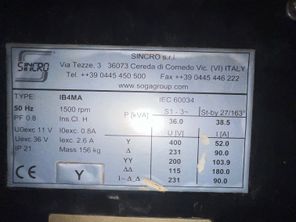 SINCRO s.r.l
SINCRO
Via Tezze, 3 36073 Cereda di Cornedo Vic. (VI) ITALY
Tel. ++39 0445 450 500 Fax ++39 0445 446 222
www.sogagroup.com
TYPE IB4MA IEC 60034
50 Hz 1500 rpm P [kVA] S1 - 3~ St-by 27/163°
PF 0.8 Ins.Cl. H 36.0 38.5
U0exc 11 V I0exc. 0.8A U [V] I [A]
Uexc 36 V Iexc 2.6 A Y 400 52.0
IP 21 Mass 156 kg Δ 231 90.0
YY 200 103.9
Y ΔΔ 115 180.0
1~Δ Δ 231 90.0